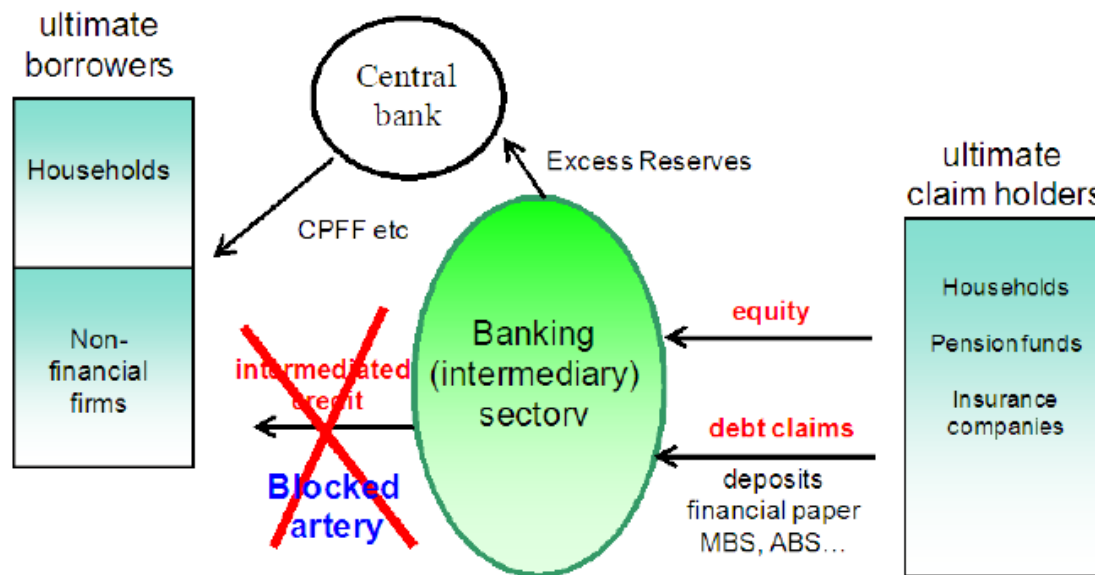 ultimate
borrowers
Households
Non-
financial
firms
Central
bank
Excess Reserves
CPFF etc
intermediated
credit
Blocked
artery
Banking
(intermediary)
sectorv
equity
debt claims
deposits
financial paper
MBS, ABS...
ultimate
claim holders
Households
Pension funds
Insurance
companies